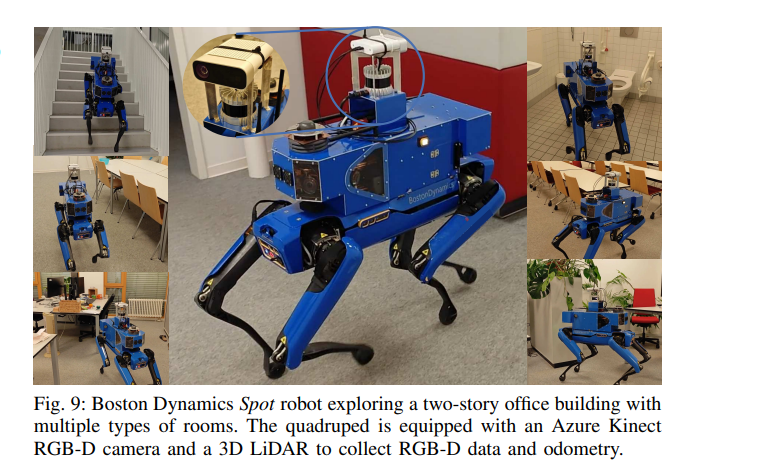 BostonDynami
Fig. 9: Boston Dynamics Spot robot exploring a two-story office building with
multiple types of rooms. The quadruped is equipped with an Azure Kinect
RGB-D camera and a 3D LiDAR to collect RGB-D data and odometry.